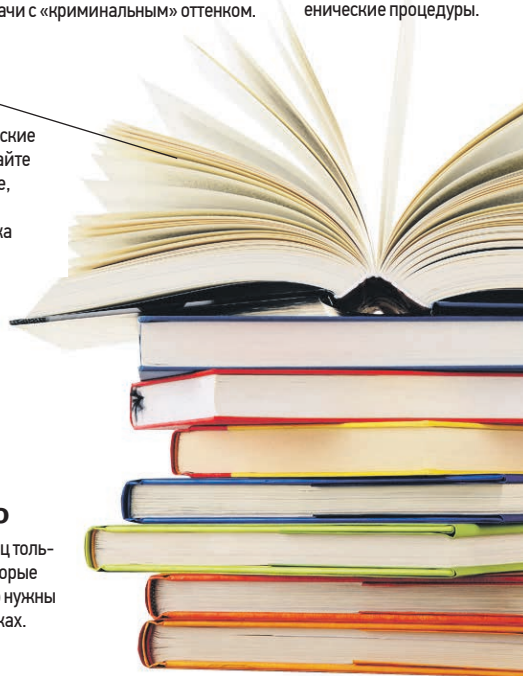 ачи с «криминальным» оттенком.
енические процедуры.
ские
айте
е,
ка
о
ц толь-
орые
нужны
ках.